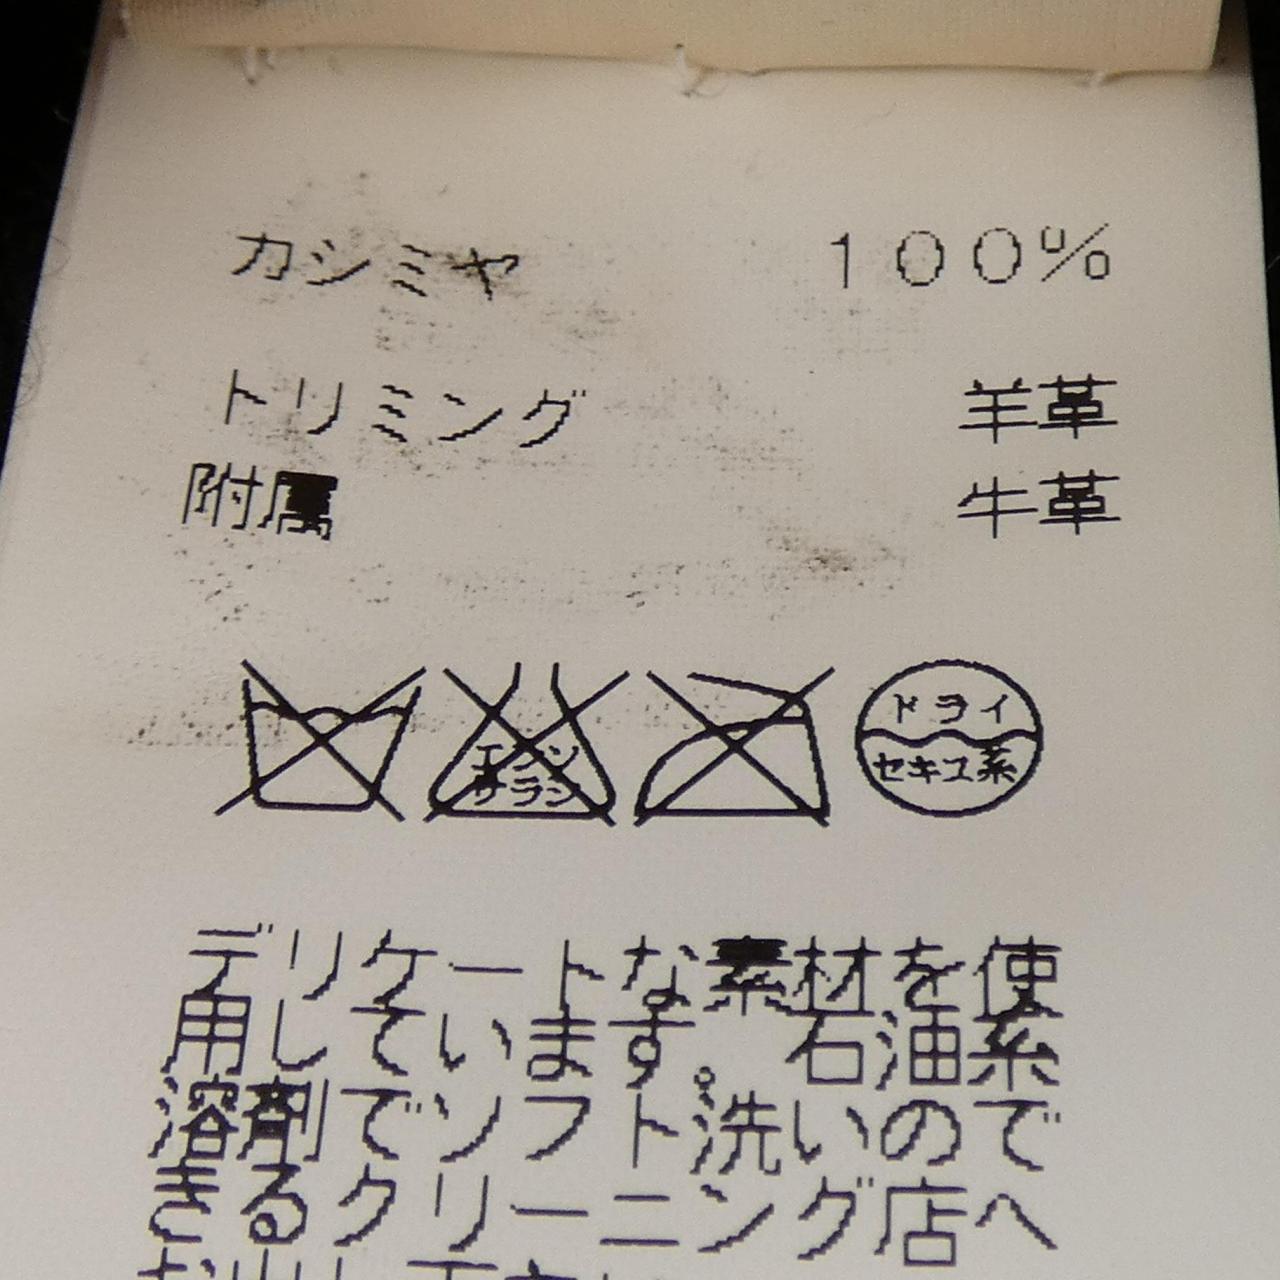 カシミヤ 100%
トリミング 羊革
附属 牛革
エンソ
サラシ
ドライ
セキユ系
デリケートな素材を使
用しています。石油系
溶剤でソフト洗いので
きるクリーニング店へ